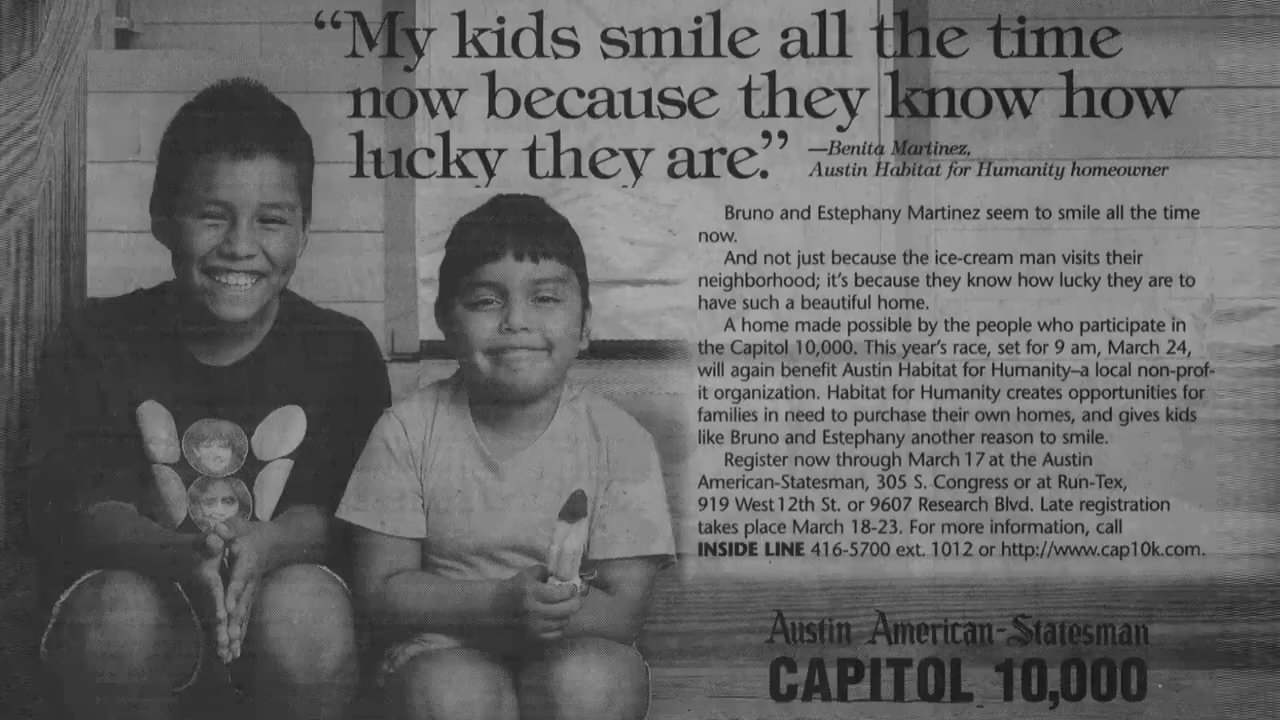 “My kids smile all the time
now because they know how
lucky they are.” —Benita Martinez,
Austin Habitat for Humanity homeowner
Bruno and Estephany Martinez seem to smile all the time
now.
And not just because the ice-cream man visits their
neighborhood; it’s because they know how lucky they are to
have such a beautiful home.
A home made possible by the people who participate in
the Capitol 10,000. This year’s race, set for 9 am, March 24,
will again benefit Austin Habitat for Humanity–a local non-prof-
it organization. Habitat for Humanity creates opportunities for
families in need to purchase their own homes, and gives kids
like Bruno and Estephany another reason to smile.
Register now through March 17 at the Austin
American-Statesman, 305 S. Congress or at Run-Tex,
919 West 12th St. or 9607 Research Blvd. Late registration
takes place March 18-23. For more information, call
INSIDE LINE 416-5700 ext. 1012 or http://www.cap10k.com.
Austin American-Statesman
CAPITOL 10,000